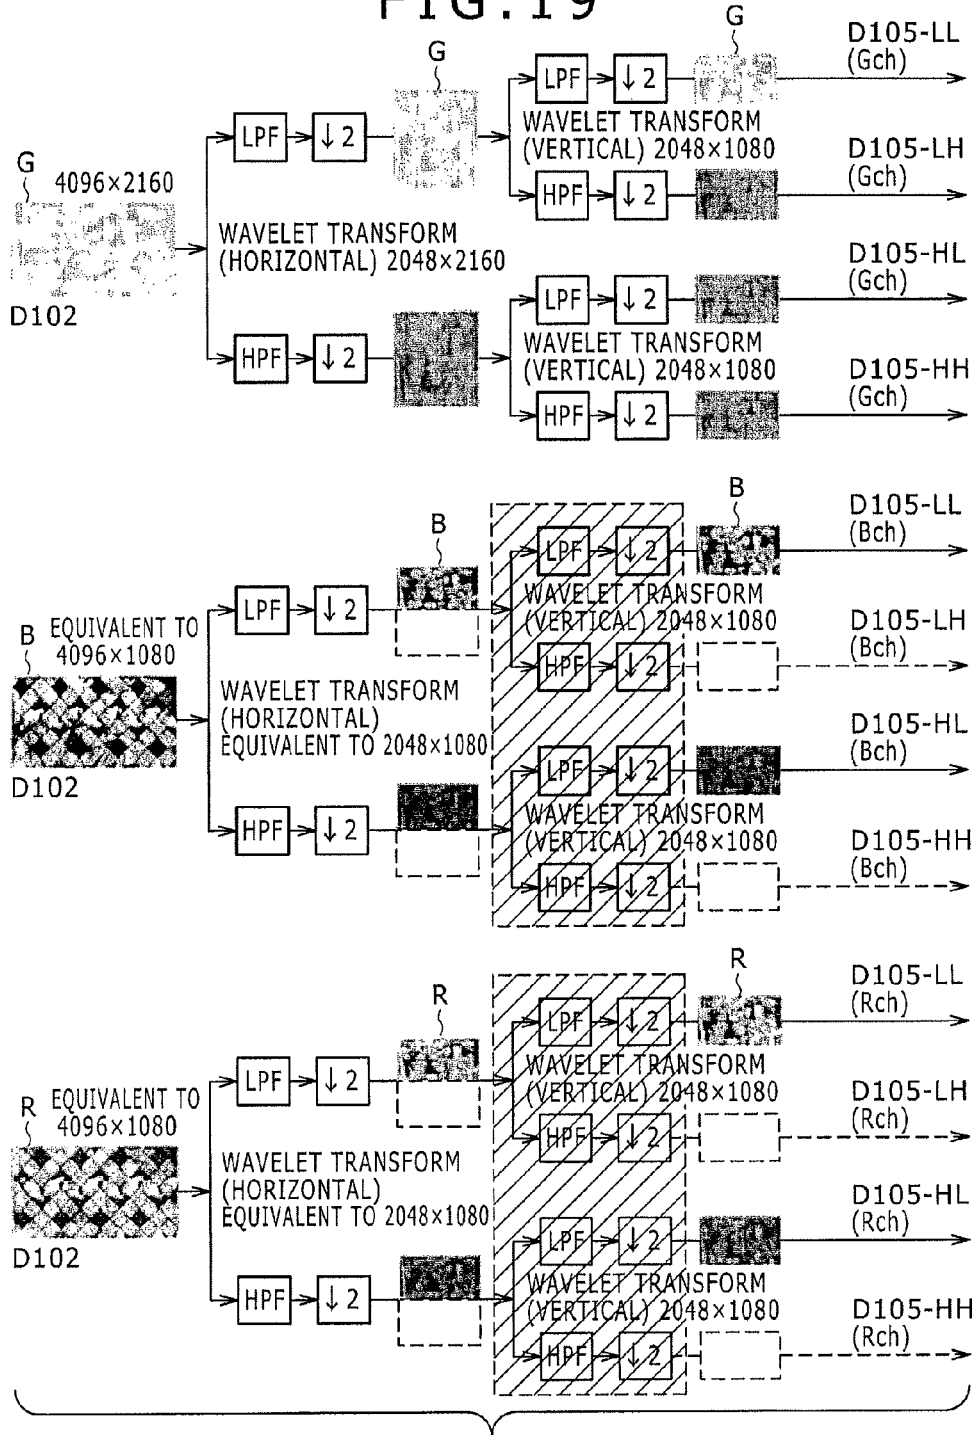 FIG.19
G
G
G
4096×2160
D102
LPF
↓2
WAVELET TRANSFORM
(HORIZONTAL) 2048×2160
HPF
↓2
LPF
↓2
WAVELET TRANSFORM
(VERTICAL) 2048×1080
HPF
↓2
LPF
↓2
WAVELET TRANSFORM
(VERTICAL) 2048×1080
HPF
↓2
D105-LL
(Gch)
D105-LH
(Gch)
D105-HL
(Gch)
D105-HH
(Gch)
B
B
B
EQUIVALENT TO
4096×1080
D102
LPF
↓2
WAVELET TRANSFORM
(HORIZONTAL)
EQUIVALENT TO 2048×1080
HPF
↓2
LPF
↓2
WAVELET TRANSFORM
(VERTICAL) 2048×1080
HPF
↓2
LPF
↓2
WAVELET TRANSFORM
(VERTICAL) 2048×1080
HPF
↓2
D105-LL
(Bch)
D105-LH
(Bch)
D105-HL
(Bch)
D105-HH
(Bch)
R
R
R
EQUIVALENT TO
4096×1080
D102
LPF
↓2
WAVELET TRANSFORM
(HORIZONTAL)
EQUIVALENT TO 2048×1080
HPF
↓2
LPF
↓2
WAVELET TRANSFORM
(VERTICAL) 2048×1080
HPF
↓2
LPF
↓2
WAVELET TRANSFORM
(VERTICAL) 2048×1080
HPF
↓2
D105-LL
(Rch)
D105-LH
(Rch)
D105-HL
(Rch)
D105-HH
(Rch)